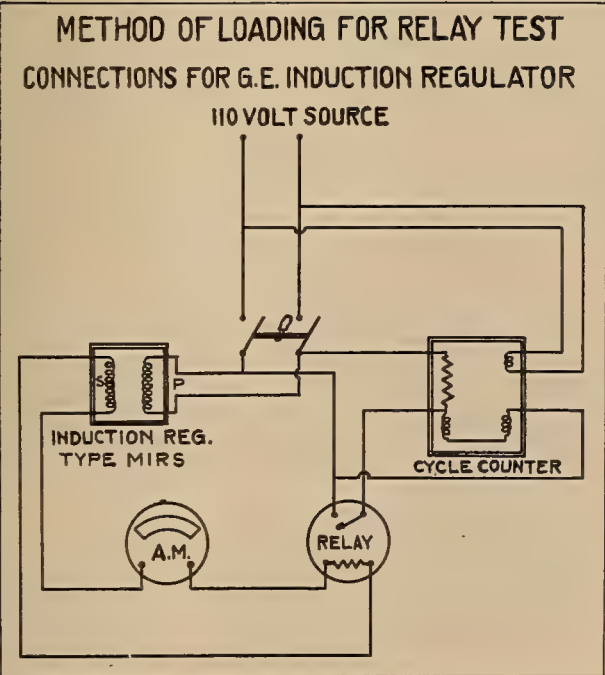 METHOD OF LOADING FOR RELAY TEST
CONNECTIONS FOR G.E. INDUCTION REGULATOR
110 VOLT SOURCE
S
P
INDUCTION REG.
TYPE MIRS
CYCLE COUNTER
A.M.
RELAY